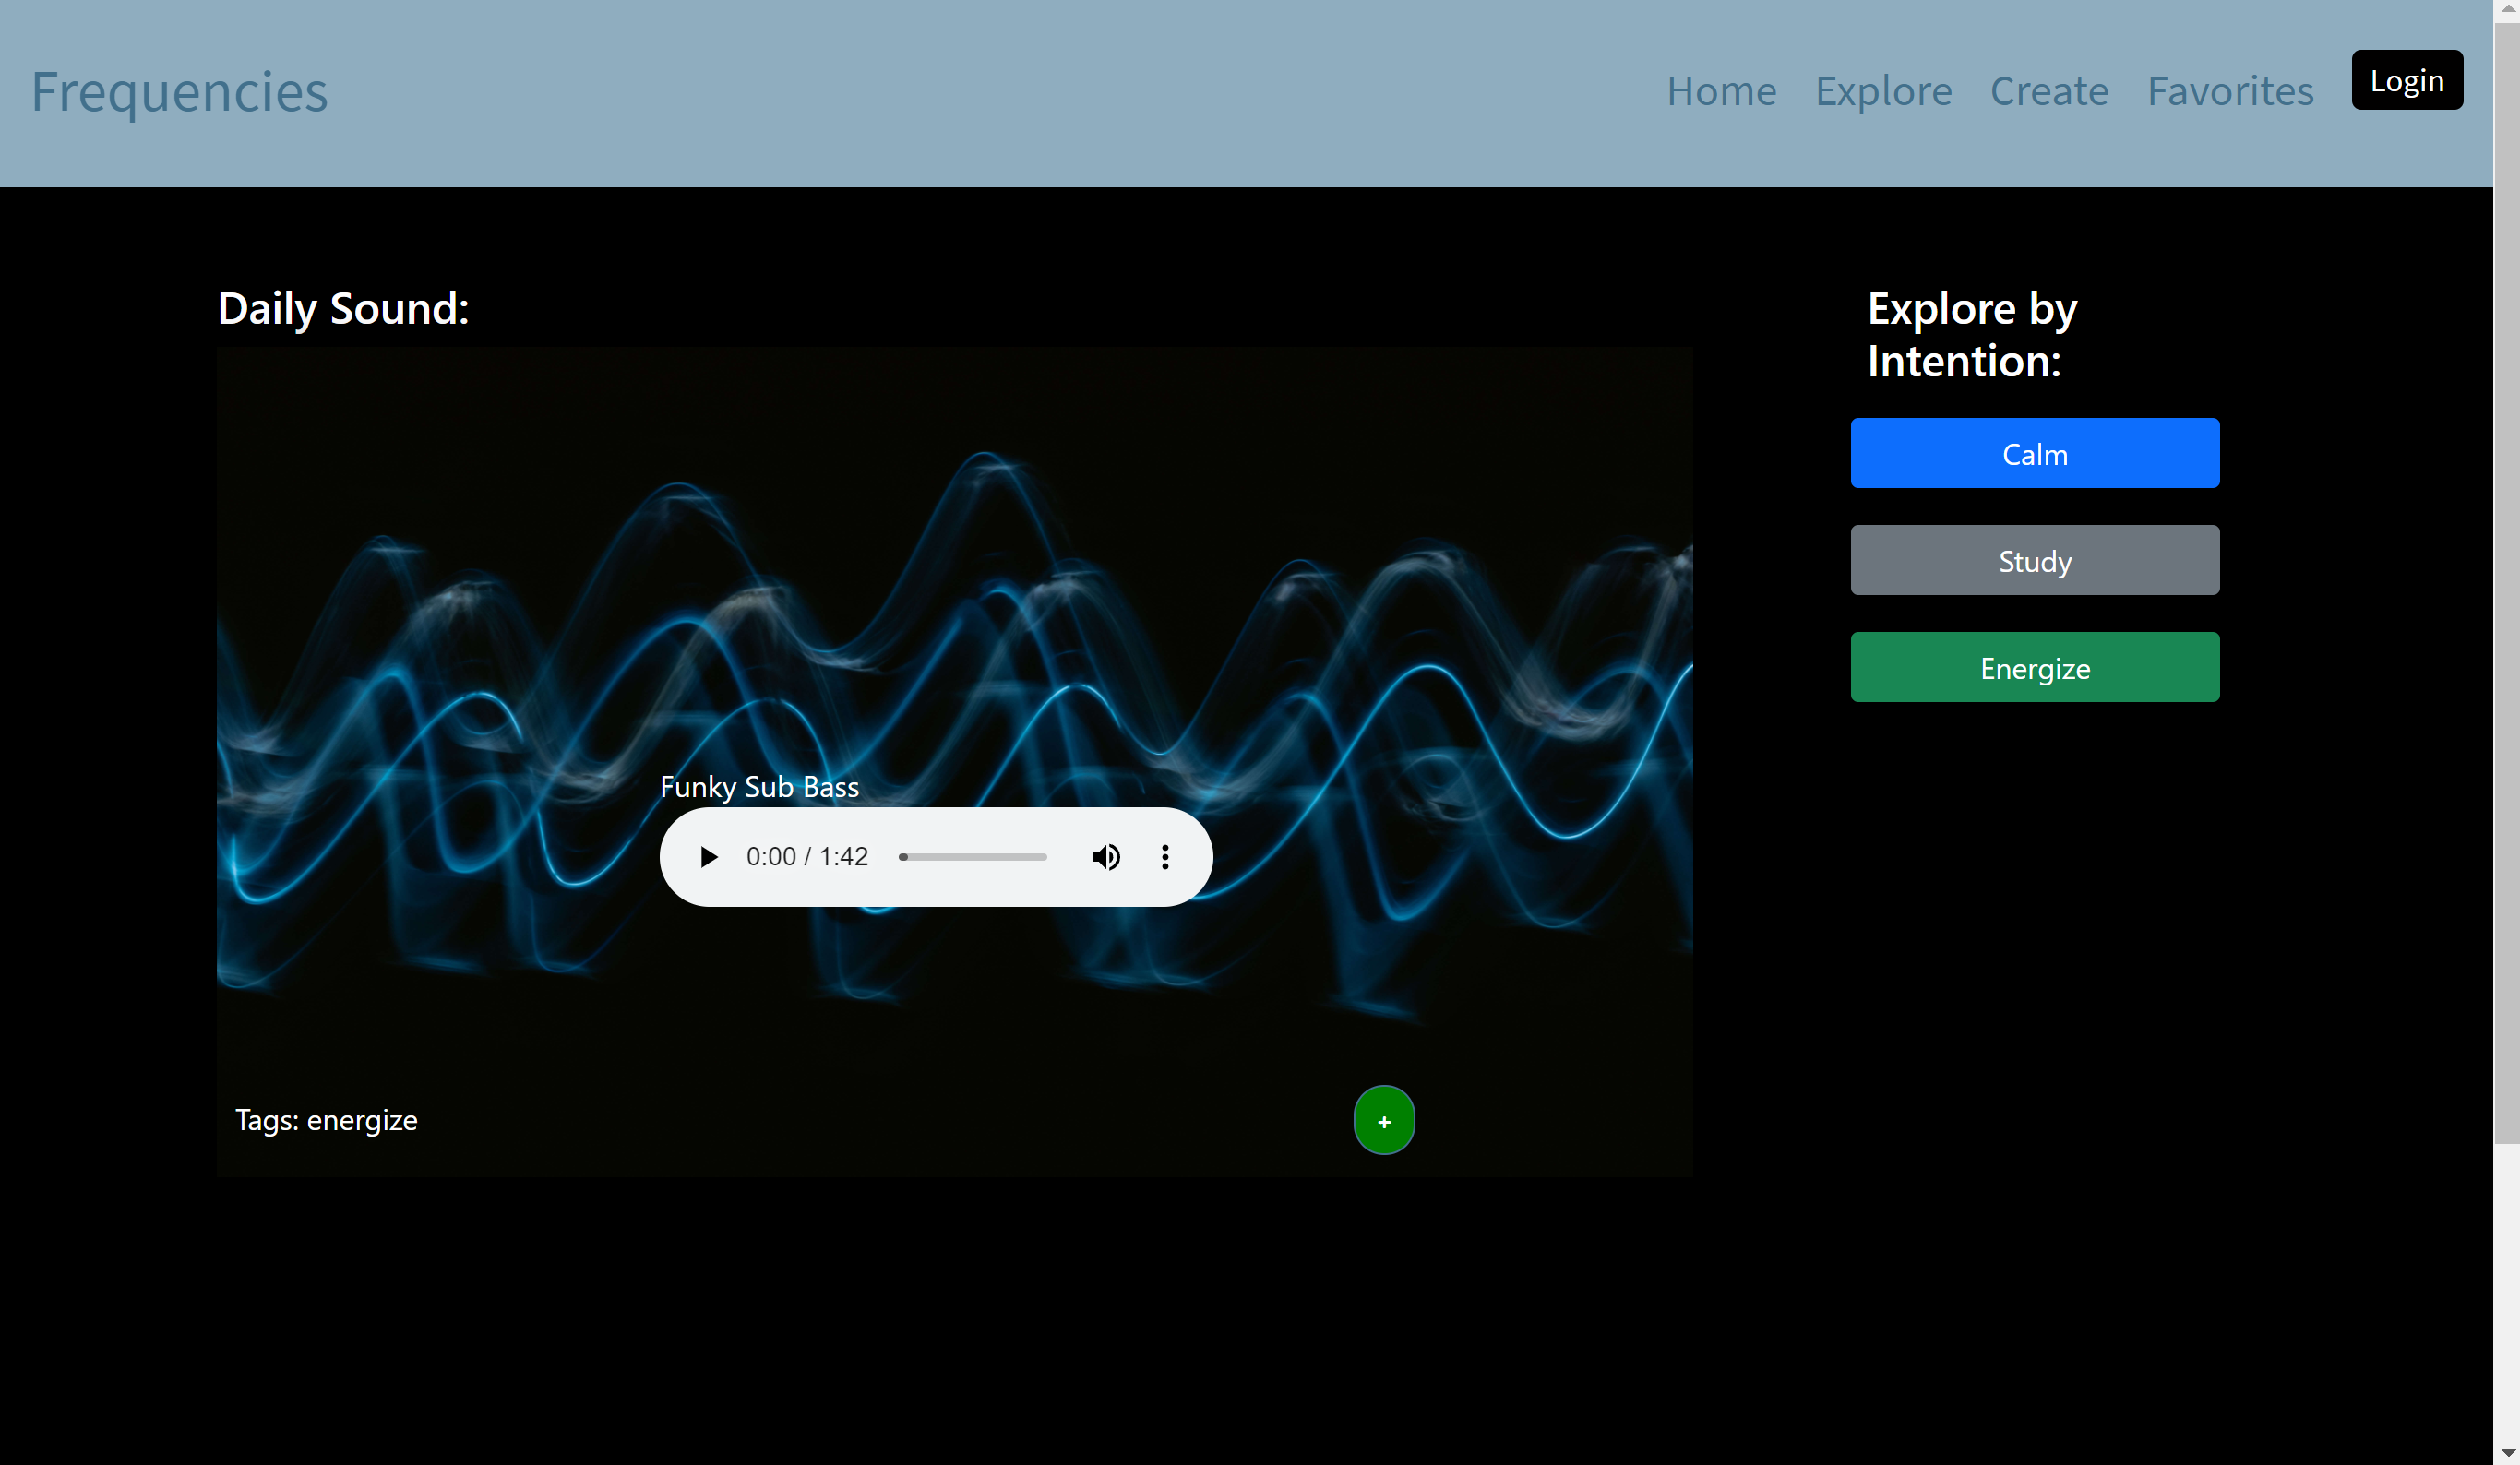 Frequencies
Home Explore Create Favorites Login
Daily Sound:
Explore by
Intention:
Calm
Study
Energize
Funky Sub Bass
0:00 / 1:42
Tags: energize
+